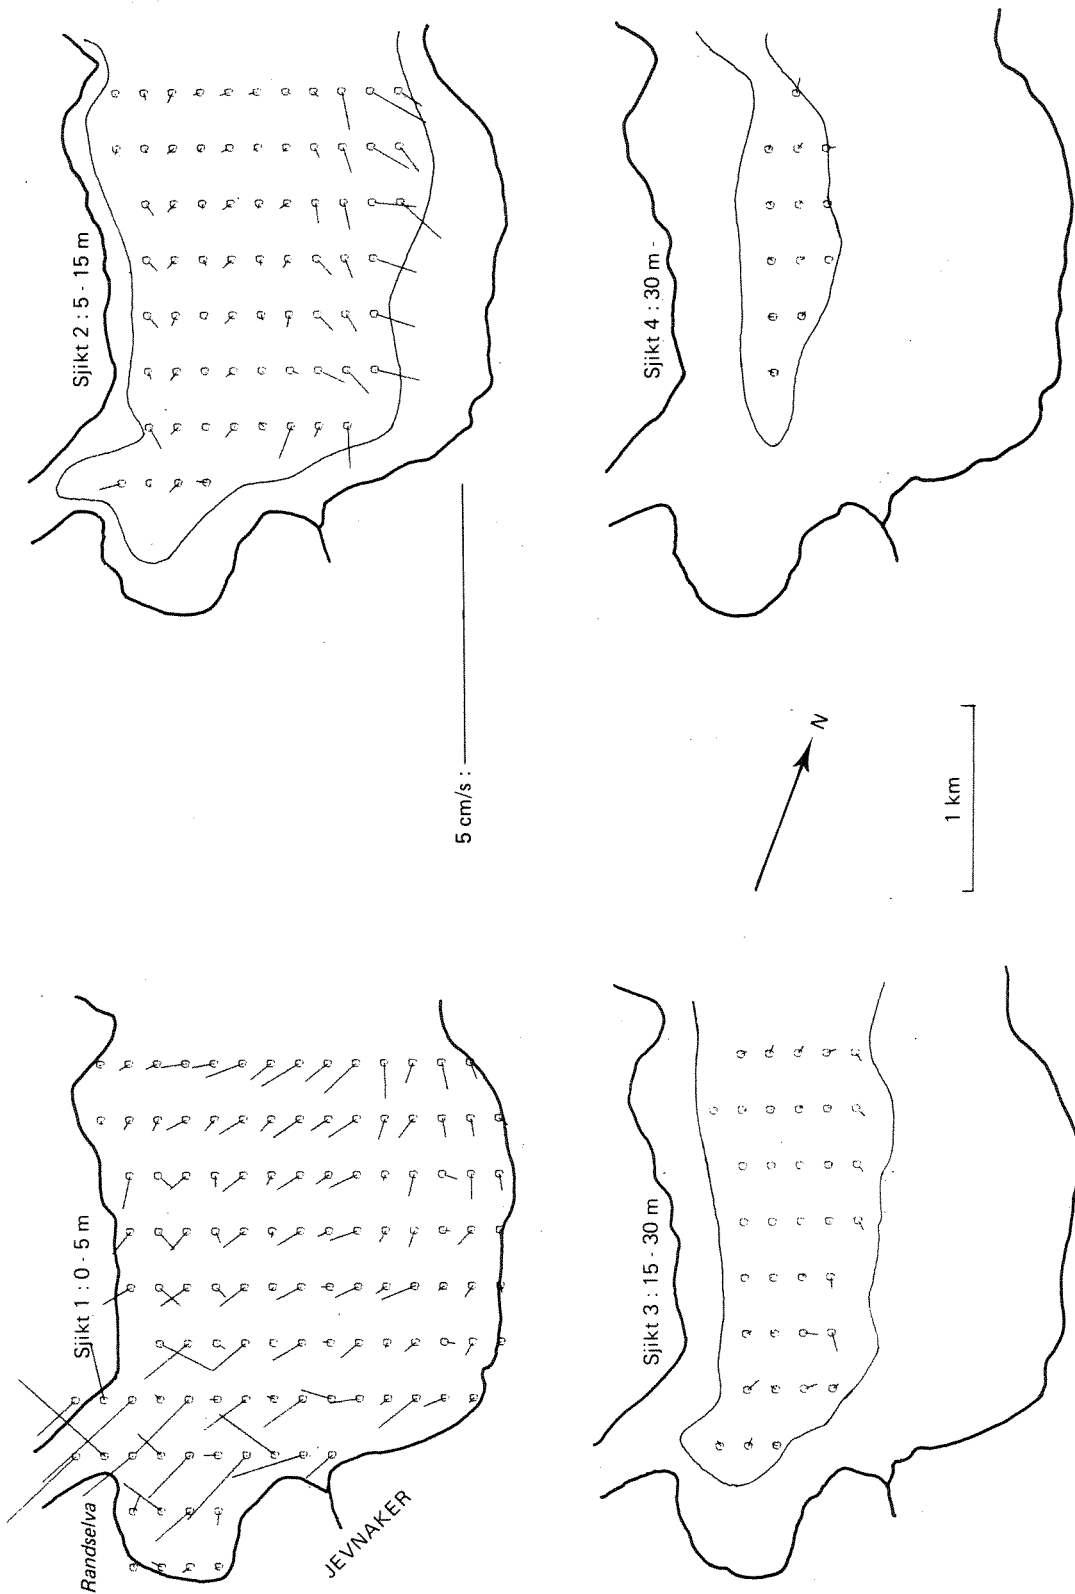 Sjikt 1 : 0 - 5 m
Randselva
JEVNAKER
Sjikt 2 : 5 - 15 m
5 cm/s :
Sjikt 3 : 15 - 30 m
N
1 km
Sjikt 4 : 30 m -